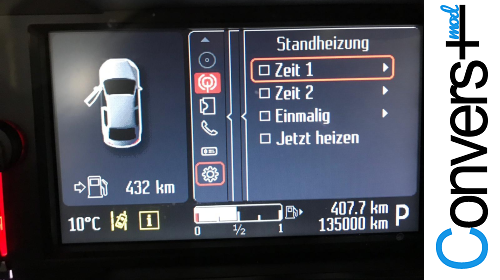 Standheizung
Zeit 1
Zeit 2
Einmalig
Jetzt heizen
432 km
10°C
i
0 1/2 1
407.7 km
135000 km
P
Convers+
mod